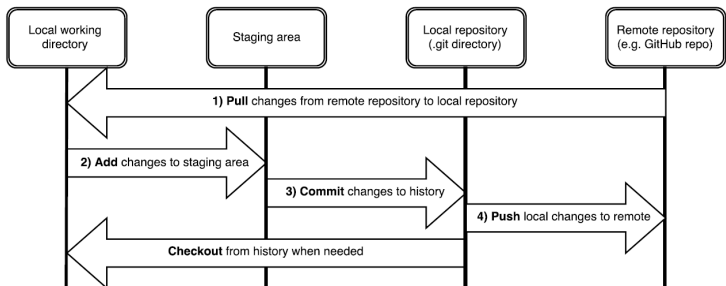 Local working
directory
Staging area
Local repository
(.git directory)
Remote repository
(e.g. GitHub repo)
1) Pull changes from remote repository to local repository
2) Add changes to staging area
3) Commit changes to history
4) Push local changes to remote
Checkout from history when needed